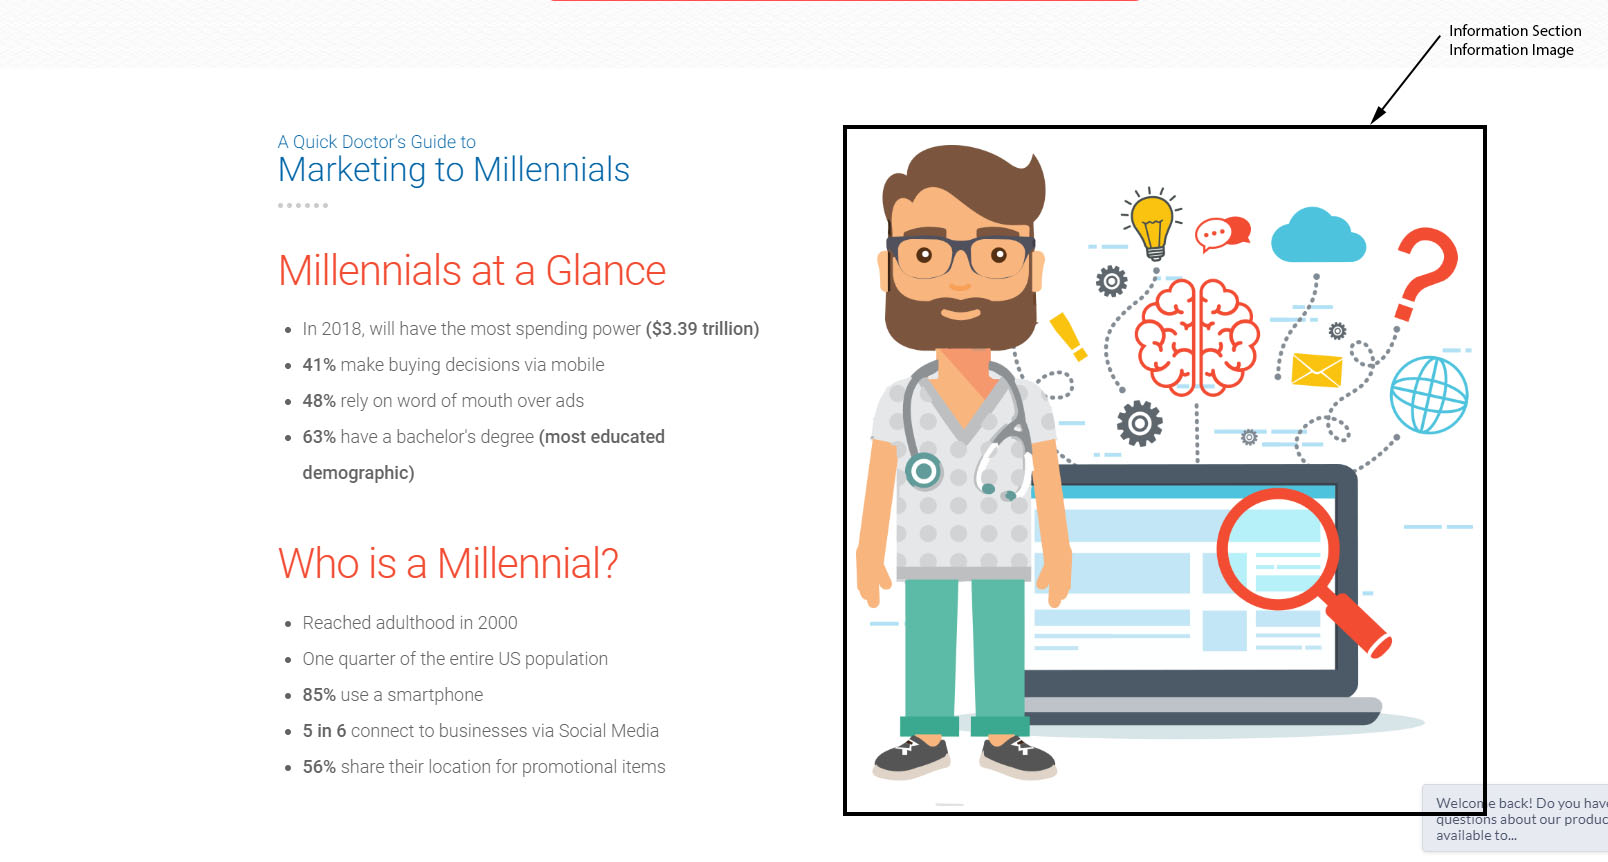 Information Section
Information Image
A Quick Doctor's Guide to
Marketing to Millennials
Millennials at a Glance
In 2018, will have the most spending power ($3.39 trillion)
41% make buying decisions via mobile
48% rely on word of mouth over ads
63% have a bachelor's degree (most educated
demographic)
Who is a Millennial?
Reached adulthood in 2000
One quarter of the entire US population
85% use a smartphone
5 in 6 connect to businesses via Social Media
56% share their location for promotional items
Welcome back! Do you have
questions about our produc
available to...